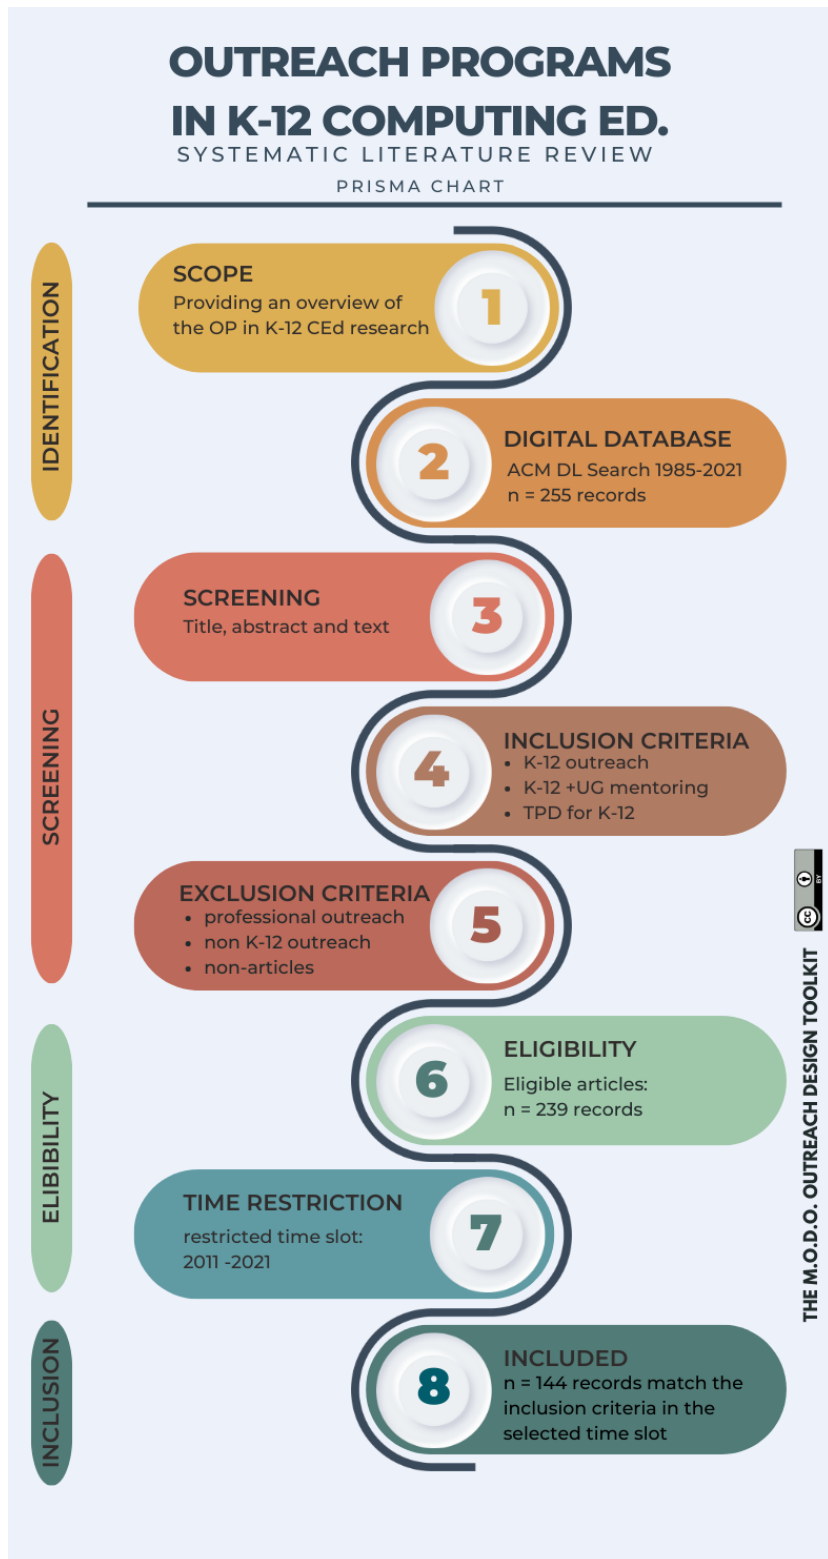 OUTREACH PROGRAMS
IN K-12 COMPUTING ED.
SYSTEMATIC LITERATURE REVIEW
PRISMA CHART
IDENTIFICATION
SCOPE
Providing an overview of
the OP in K-12 CEd research
1
2
DIGITAL DATABASE
ACM DL Search 1985-2021
n = 255 records
SCREENING
SCREENING
Title, abstract and text
3
4
INCLUSION CRITERIA
• K-12 outreach
• K-12 +UG mentoring
• TPD for K-12
EXCLUSION CRITERIA
• professional outreach
• non K-12 outreach
• non-articles
5
ELIBIBILITY
6
ELIGIBILITY
Eligible articles:
n = 239 records
TIME RESTRICTION
restricted time slot:
2011 -2021
7
INCLUSION
8
INCLUDED
n = 144 records match the
inclusion criteria in the
selected time slot
THE M.O.D.O. OUTREACH DESIGN TOOLKIT
cc
BY